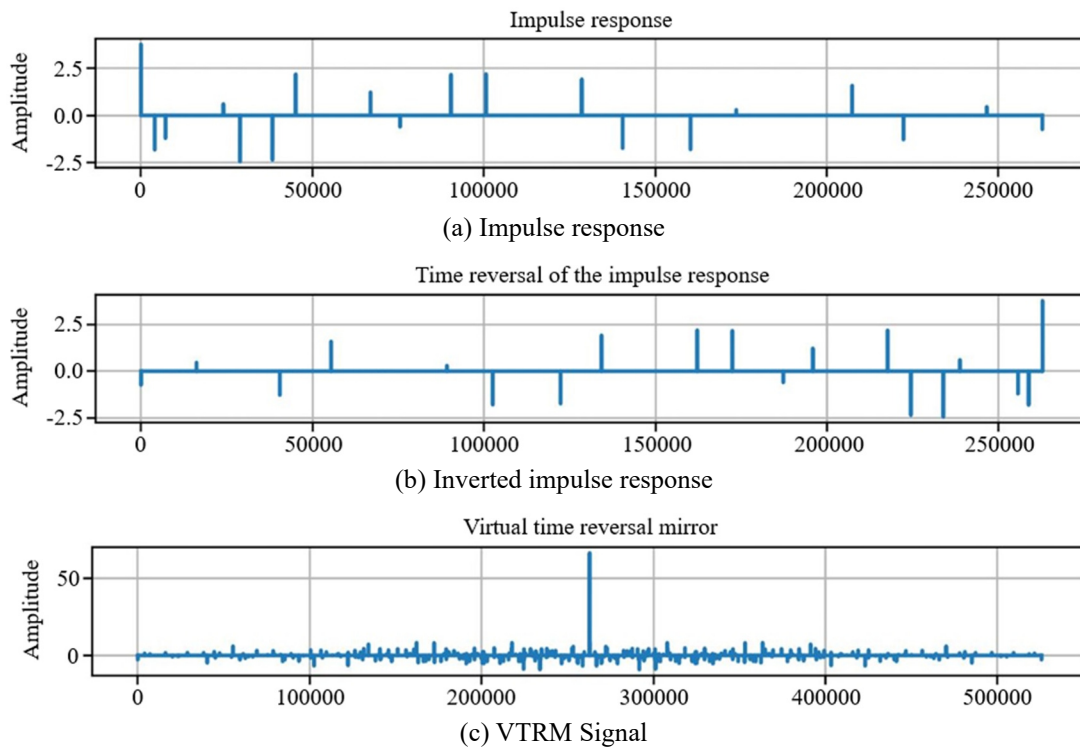 Impulse response
Amplitude
2.5
0.0
-2.5
0 50000 100000 150000 200000 250000
(a) Impulse response
Time reversal of the impulse response
Amplitude
2.5
0.0
-2.5
0 50000 100000 150000 200000 250000
(b) Inverted impulse response
Virtual time reversal mirror
Amplitude
50
0
0 100000 200000 300000 400000 500000
(c) VTRM Signal